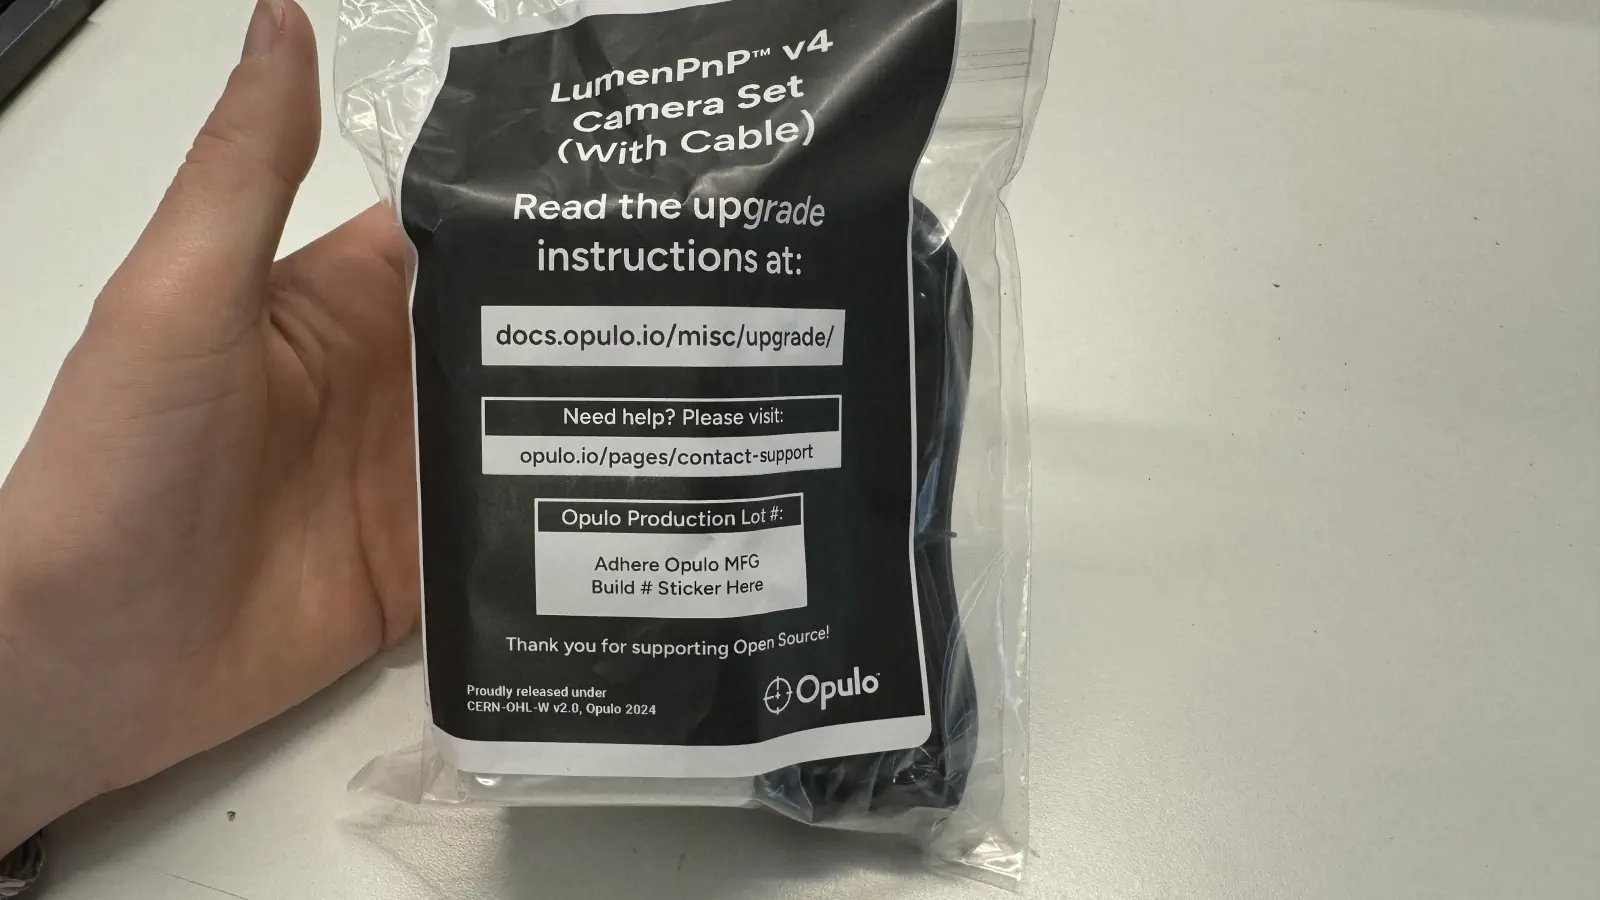 LumenPnP™ v4
Camera Set
(With Cable)
Read the upgrade
instructions at:
docs.opulo.io/misc/upgrade/
Need help? Please visit:
opulo.io/pages/contact-support
Opulo Production Lot #:
Adhere Opulo MFG
Build # Sticker Here
Thank you for supporting Open Source!
Proudly released under
CERN-OHL-W v2.0, Opulo 2024
Opulo